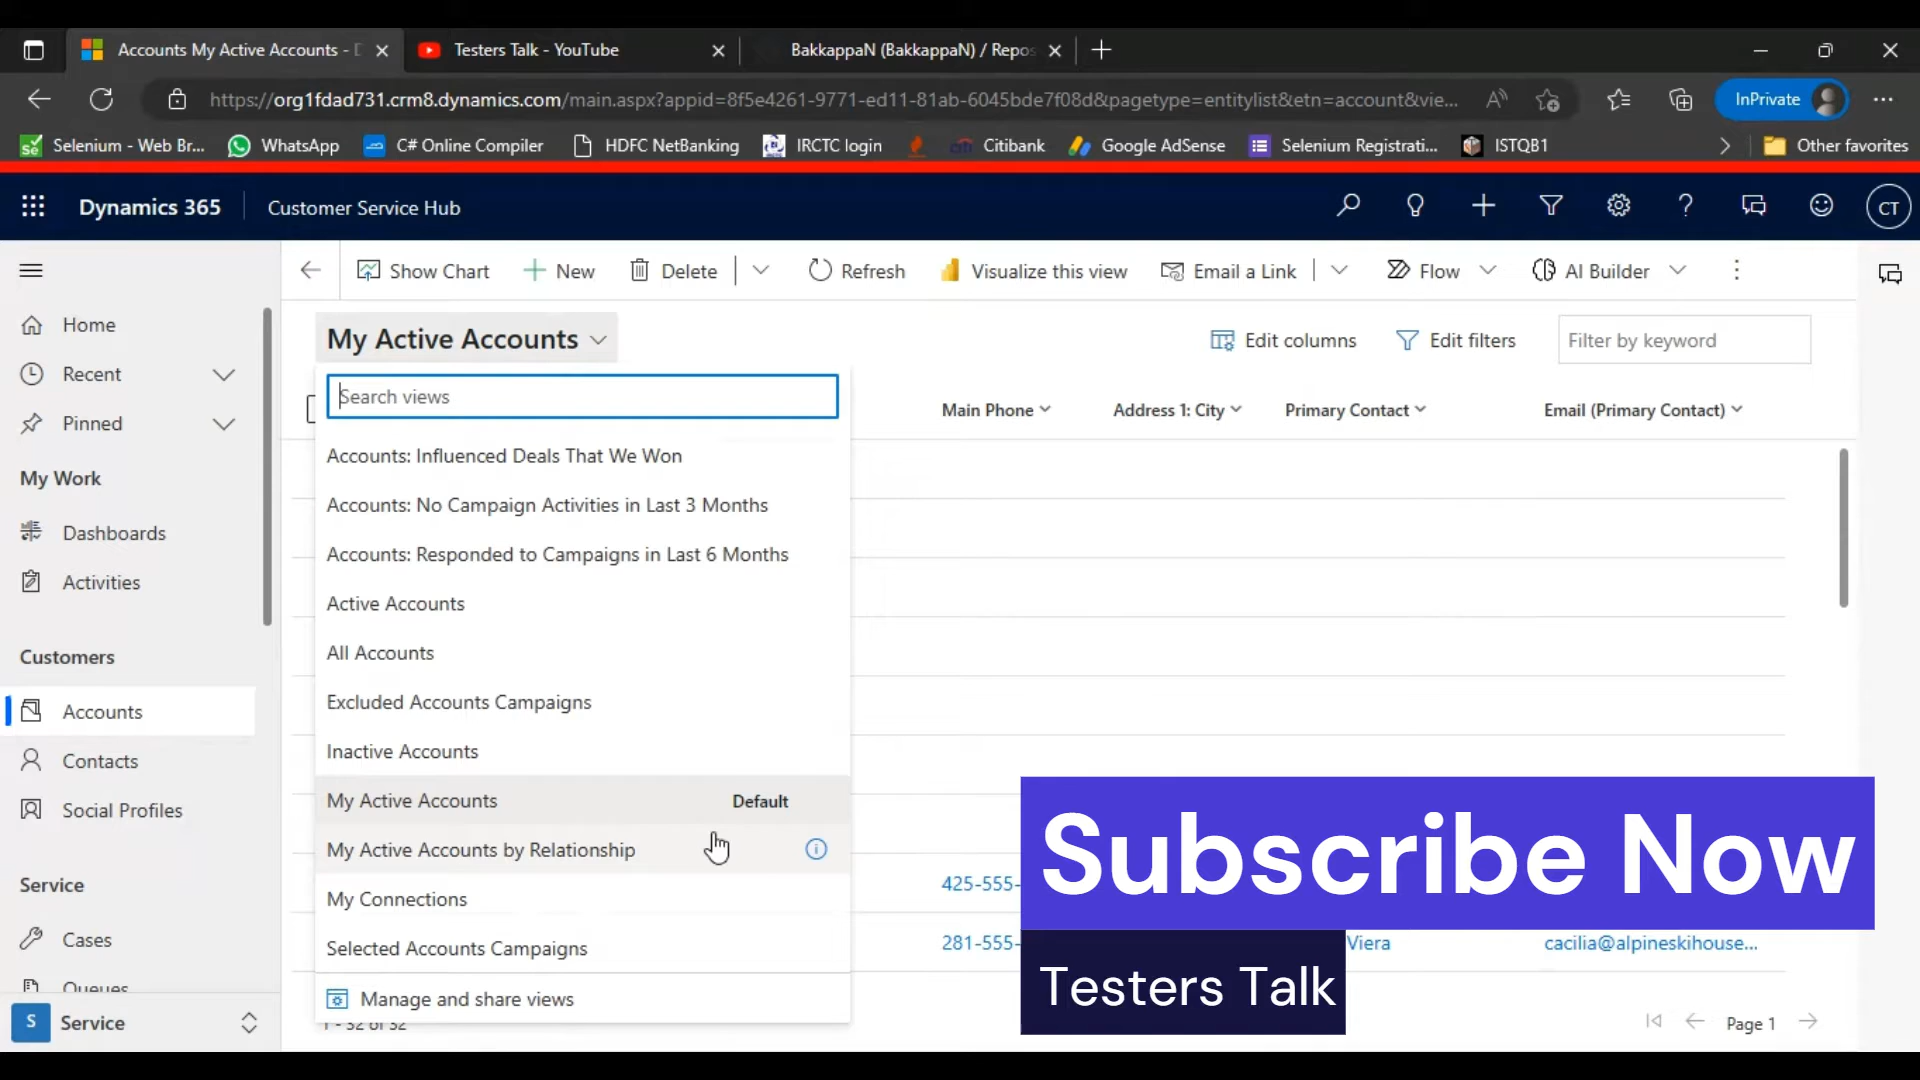 Accounts My Active Accounts - D
Testers Talk - YouTube
BakkappaN (BakkappaN) / Repos
https://org1fdad731.crm8.dynamics.com/main.aspx?appid=8f5e4261-9771-ed11-81ab-6045bde7f08d&pagetype=entitylist&etn=account&vie...
InPrivate
Selenium - Web Br...
WhatsApp
C# Online Compiler
HDFC NetBanking
IRCTC login
Citibank
Google AdSense
Selenium Registrati...
ISTQB1
Other favorites
Dynamics 365
Customer Service Hub
CT
Show Chart
New
Delete
Refresh
Visualize this view
Email a Link
Flow
AI Builder
Home
Recent
Pinned
My Work
Dashboards
Activities
Customers
Accounts
Contacts
Social Profiles
Service
Cases
Queues
S Service
My Active Accounts
Edit columns
Edit filters
Filter by keyword
Search views
Main Phone
Address 1: City
Primary Contact
Email (Primary Contact)
Accounts: Influenced Deals That We Won
Accounts: No Campaign Activities in Last 3 Months
Accounts: Responded to Campaigns in Last 6 Months
Active Accounts
All Accounts
Excluded Accounts Campaigns
Inactive Accounts
My Active Accounts Default
My Active Accounts by Relationship
My Connections
Selected Accounts Campaigns
Manage and share views
425-555-
281-555-
Viera
cacilia@alpineskihouse...
1 - 32 of 32
Page 1
Subscribe Now
Testers Talk